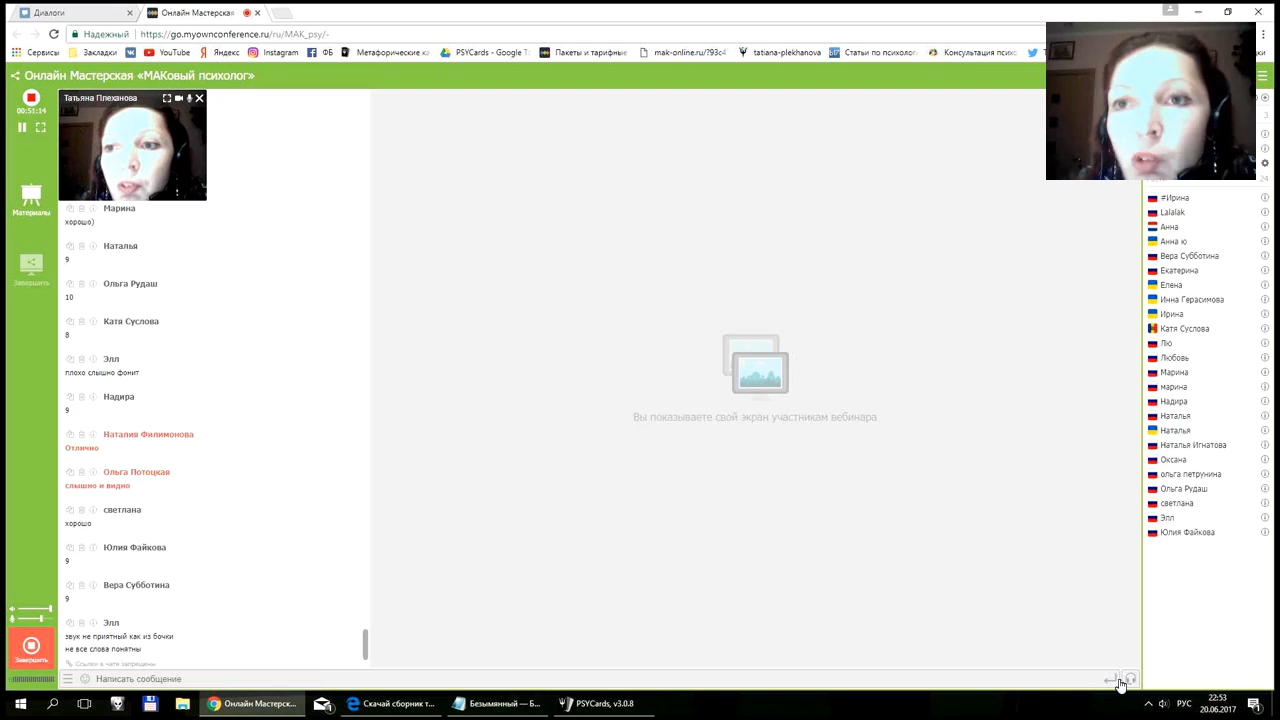 Диалоги
Онлайн Мастерская
Надежный
https://go.myownconference.ru/ru/MAK_psy/-
Сервисы
Закладки
YouTube
Яндекс
Instagram
ФБ
Метафорические ка
PSYCards - Google
Пакеты и тарифные
mak-online.ru/?93c4
tatiana-plekhanova
Статьи по психолог
Консультация психо
Онлайн Мастерская «МАКовый психолог»
00:51:14
Материалы
Завершить
Татьяна Плеханова
Марина
хорошо)
Наталья
9
Ольга Рудаш
10
Катя Суслова
8
Элл
плохо слышно фонит
Надира
9
Наталия Филимонова
Отлично
Ольга Потоцкая
слышно и видно
светлана
хорошо
Юлия Файкова
9
Вера Субботина
9
Элл
звук не приятный как из бочки
не все слова понятны
Ссылки в чате запрещены
Написать сообщение
Завершить
Вы показываете свой экран участникам вебинара
3
24
#Ирина
Lalalak
Анна
Анна ю
Вера Субботина
Екатерина
Елена
Инна Герасимова
Ирина
Катя Суслова
Лю
Любовь
Марина
марина
Надира
Наталья
Наталья
Наталья Игнатова
Оксана
ольга петрунина
Ольга Рудаш
светлана
Элл
Юлия Файкова
Онлайн Мастерск...
Скачай сборник т...
Безымянный — Б...
PSYCards, v3.0.8
РУС
22:53
20.06.2017